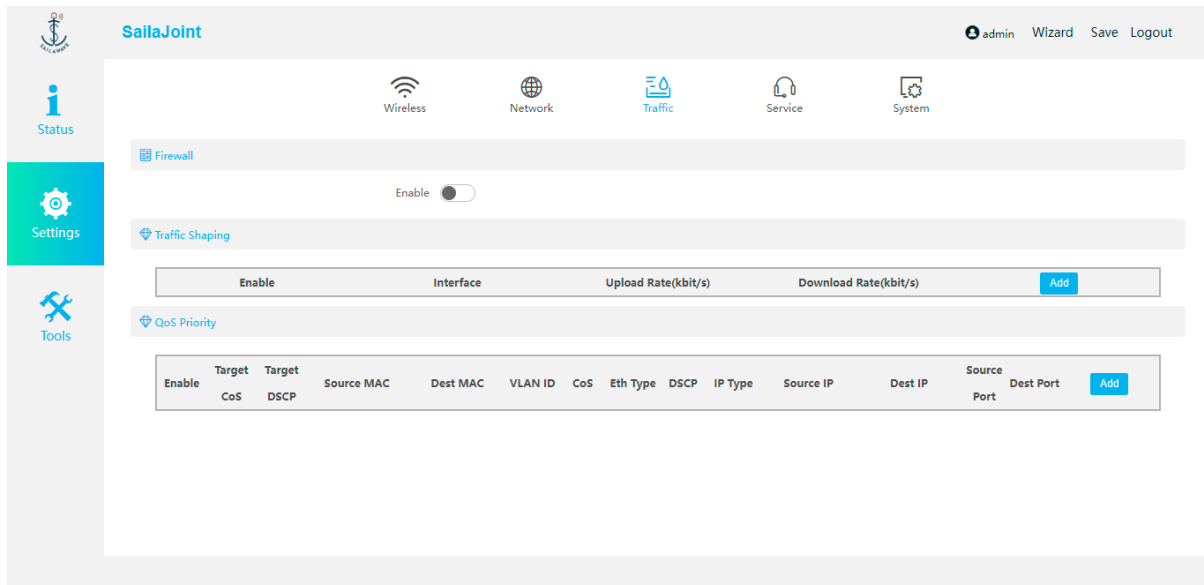 SAILAWAVE
SailaJoint
admin Wizard Save Logout
Status
Settings
Tools
Wireless Network Traffic Service System
Firewall
Enable
Traffic Shaping
Enable Interface Upload Rate(kbit/s) Download Rate(kbit/s) Add
QoS Priority
Enable Target CoS Target DSCP Source MAC Dest MAC VLAN ID CoS Eth Type DSCP IP Type Source IP Dest IP Source Port Dest Port Add